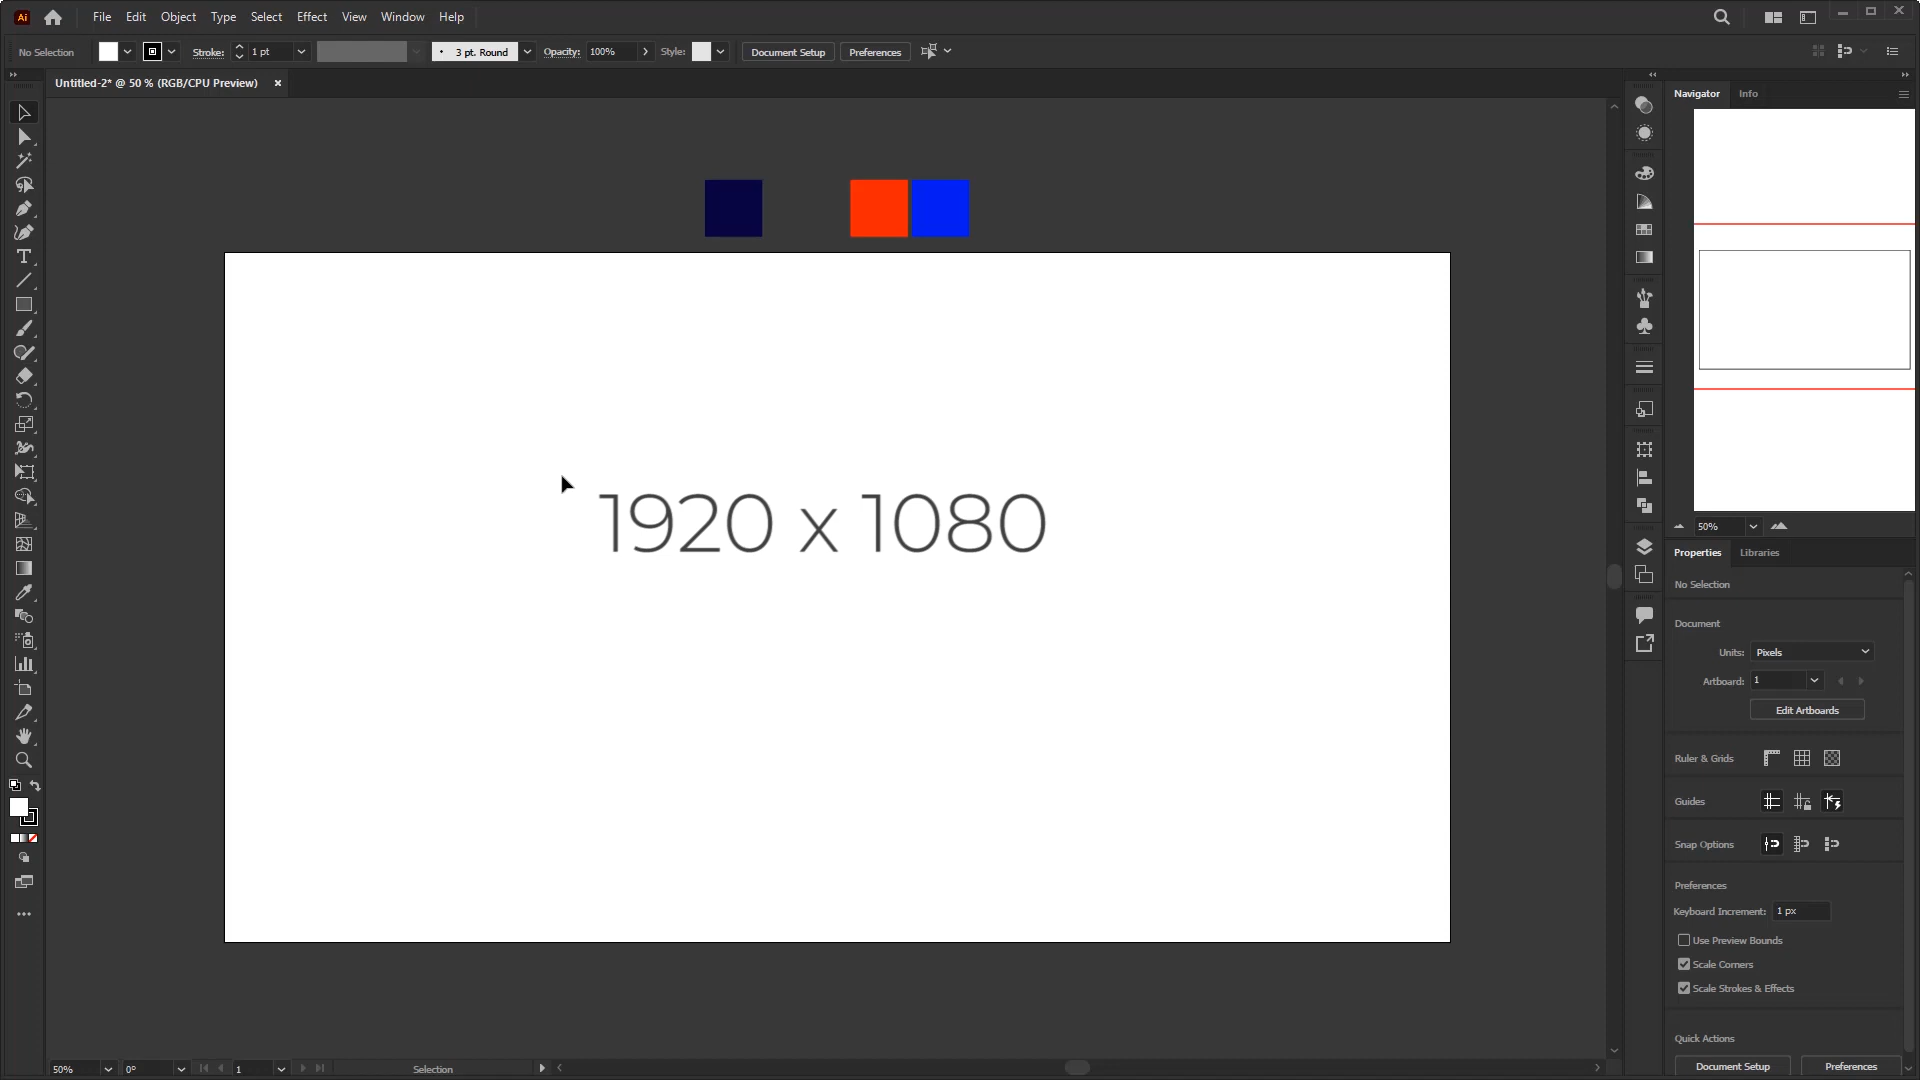 Ai File Edit Object Type Select Effect View Window Help
No Selection Stroke: 1 pt 3 pt. Round Opacity: 100% Style: Document Setup Preferences
Untitled-2* @ 50 % (RGB/CPU Preview)
1920 x 1080
50% 0° 1 Selection
Navigator Info
50%
Properties Libraries
No Selection
Document
Units: Pixels
Artboard: 1
Edit Artboards
Ruler & Grids
Guides
Snap Options
Preferences
Keyboard Increment: 1 px
Use Preview Bounds
Scale Corners
Scale Strokes & Effects
Quick Actions
Document Setup Preferences